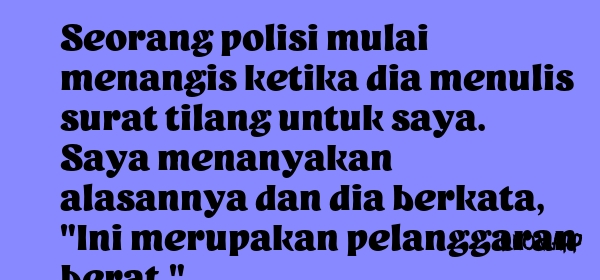 Seorang polisi mulai
menangis ketika dia menulis
surat tilang untuk saya.
Saya menanyakan
alasannya dan dia berkata,
"Ini merupakan pelanggaran
berat."